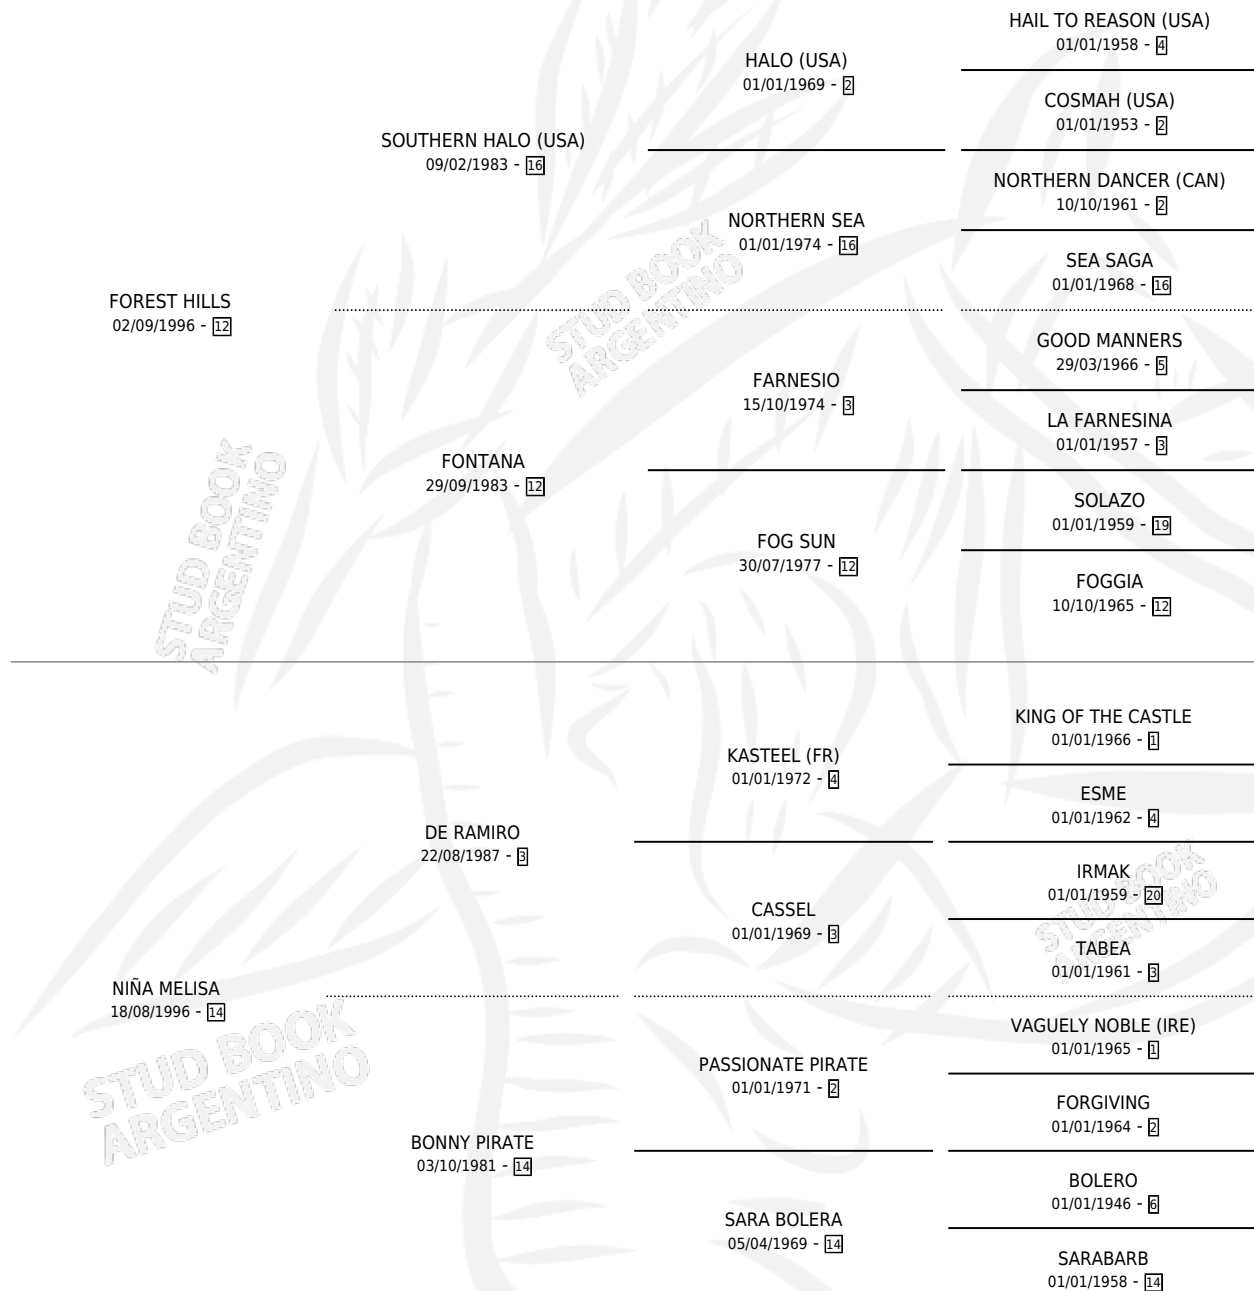 HAIL TO REASON (USA)
01/01/1958 - 4
HALO (USA)
01/01/1969 - 2
COSMAH (USA)
01/01/1953 - 2
SOUTHERN HALO (USA)
09/02/1983 - 16
NORTHERN DANCER (CAN)
10/10/1961 - 2
NORTHERN SEA
01/01/1974 - 16
SEA SAGA
01/01/1968 - 16
FOREST HILLS
02/09/1996 - 12
GOOD MANNERS
29/03/1966 - 5
FARNESIO
15/10/1974 - 3
LA FARNESINA
01/01/1957 - 3
FONTANA
29/09/1983 - 12
SOLAZO
01/01/1959 - 19
FOG SUN
30/07/1977 - 12
FOGGIA
10/10/1965 - 12
KING OF THE CASTLE
01/01/1966 - 1
KASTEEL (FR)
01/01/1972 - 4
ESME
01/01/1962 - 4
DE RAMIRO
22/08/1987 - 3
IRMAK
01/01/1959 - 20
CASSEL
01/01/1969 - 3
TABEA
01/01/1961 - 3
NIÑA MELISA
18/08/1996 - 14
VAGUELY NOBLE (IRE)
01/01/1965 - 1
PASSIONATE PIRATE
01/01/1971 - 2
FORGIVING
01/01/1964 - 2
BONNY PIRATE
03/10/1981 - 14
BOLERO
01/01/1946 - 6
SARA BOLERA
05/04/1969 - 14
SARABARB
01/01/1958 - 14
STUD BOOK
ARGENTINO
STUD BOOK
ARGENTINO
STUD BOOK
ARGENTINO
STUD BOOK
ARGENTINO